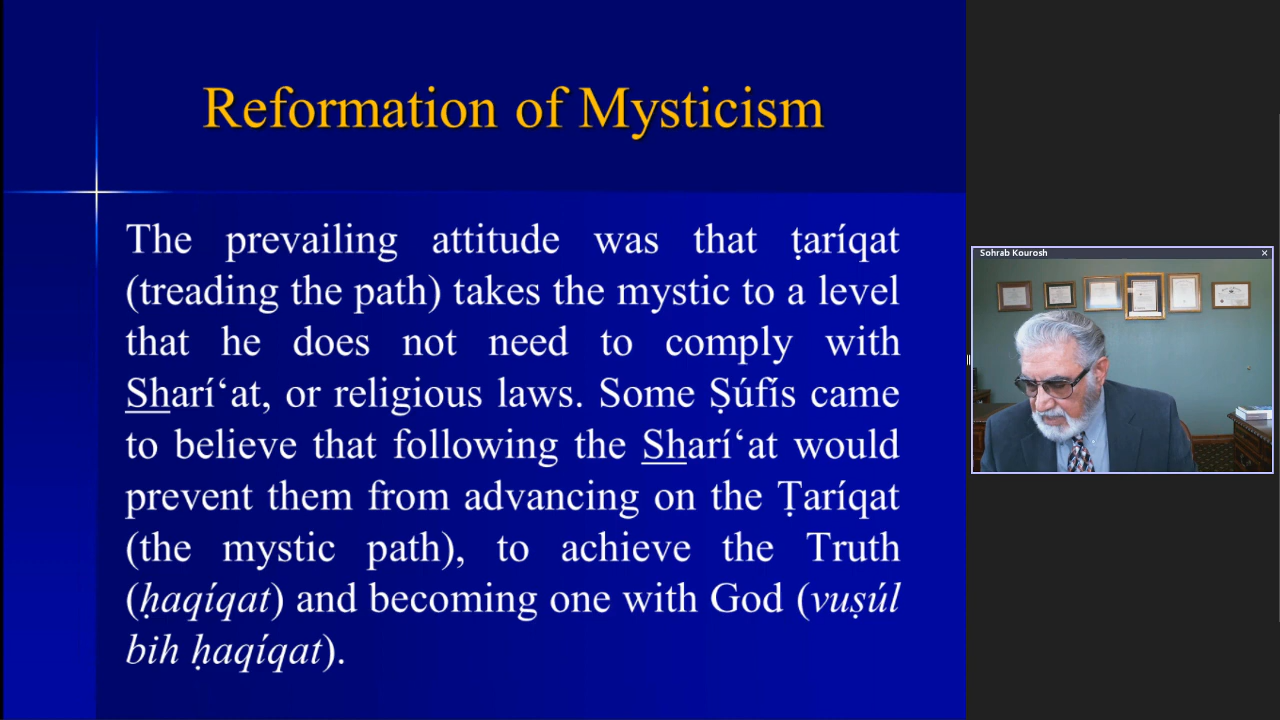 Reformation of Mysticism
The prevailing attitude was that ṭaríqat
(treading the path) takes the mystic to a level
that he does not need to comply with
Sharí‘at, or religious laws. Some Ṣúfís came
to believe that following the Sharí‘at would
prevent them from advancing on the Ṭaríqat
(the mystic path), to achieve the Truth
(ḥaqíqat) and becoming one with God (vuṣúl
bih ḥaqíqat).
Sohrab Kourosh